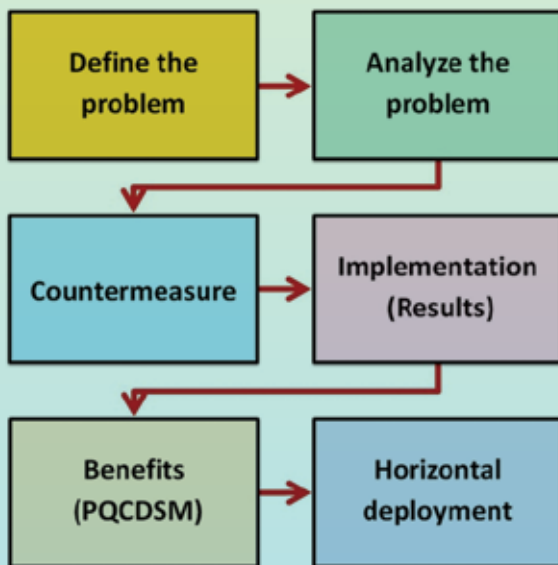 Define the
problem
Analyze the
problem
Countermeasure
Implementation
(Results)
Benefits
(PQCDSM)
Horizontal
deployment